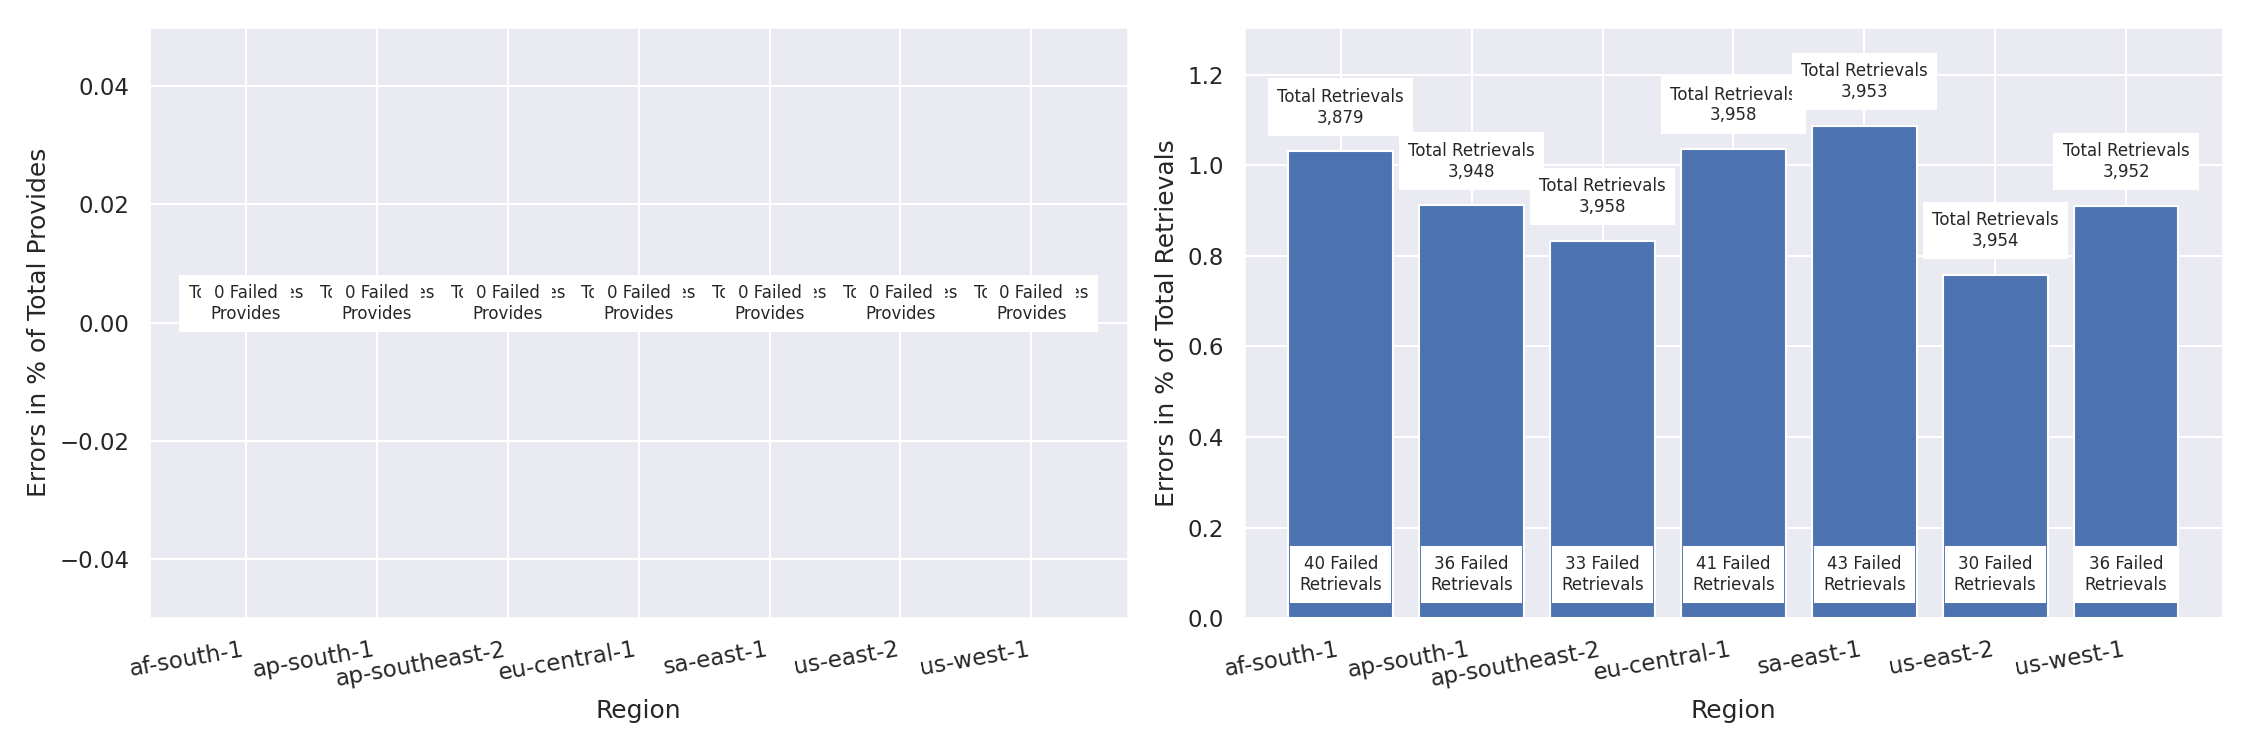 Errors in % of Total Provides
0.04
0.02
0.00
−0.02
−0.04
0 Failed
Provides
0 Failed
Provides
0 Failed
Provides
0 Failed
Provides
0 Failed
Provides
0 Failed
Provides
0 Failed
Provides
af-south-1
ap-south-1
ap-southeast-2
eu-central-1
sa-east-1
us-east-2
us-west-1
Region
Errors in % of Total Retrievals
1.2
1.0
0.8
0.6
0.4
0.2
0.0
Total Retrievals
3,879
Total Retrievals
3,948
Total Retrievals
3,958
Total Retrievals
3,958
Total Retrievals
3,953
Total Retrievals
3,954
Total Retrievals
3,952
40 Failed
Retrievals
36 Failed
Retrievals
33 Failed
Retrievals
41 Failed
Retrievals
43 Failed
Retrievals
30 Failed
Retrievals
36 Failed
Retrievals
af-south-1
ap-south-1
ap-southeast-2
eu-central-1
sa-east-1
us-east-2
us-west-1
Region